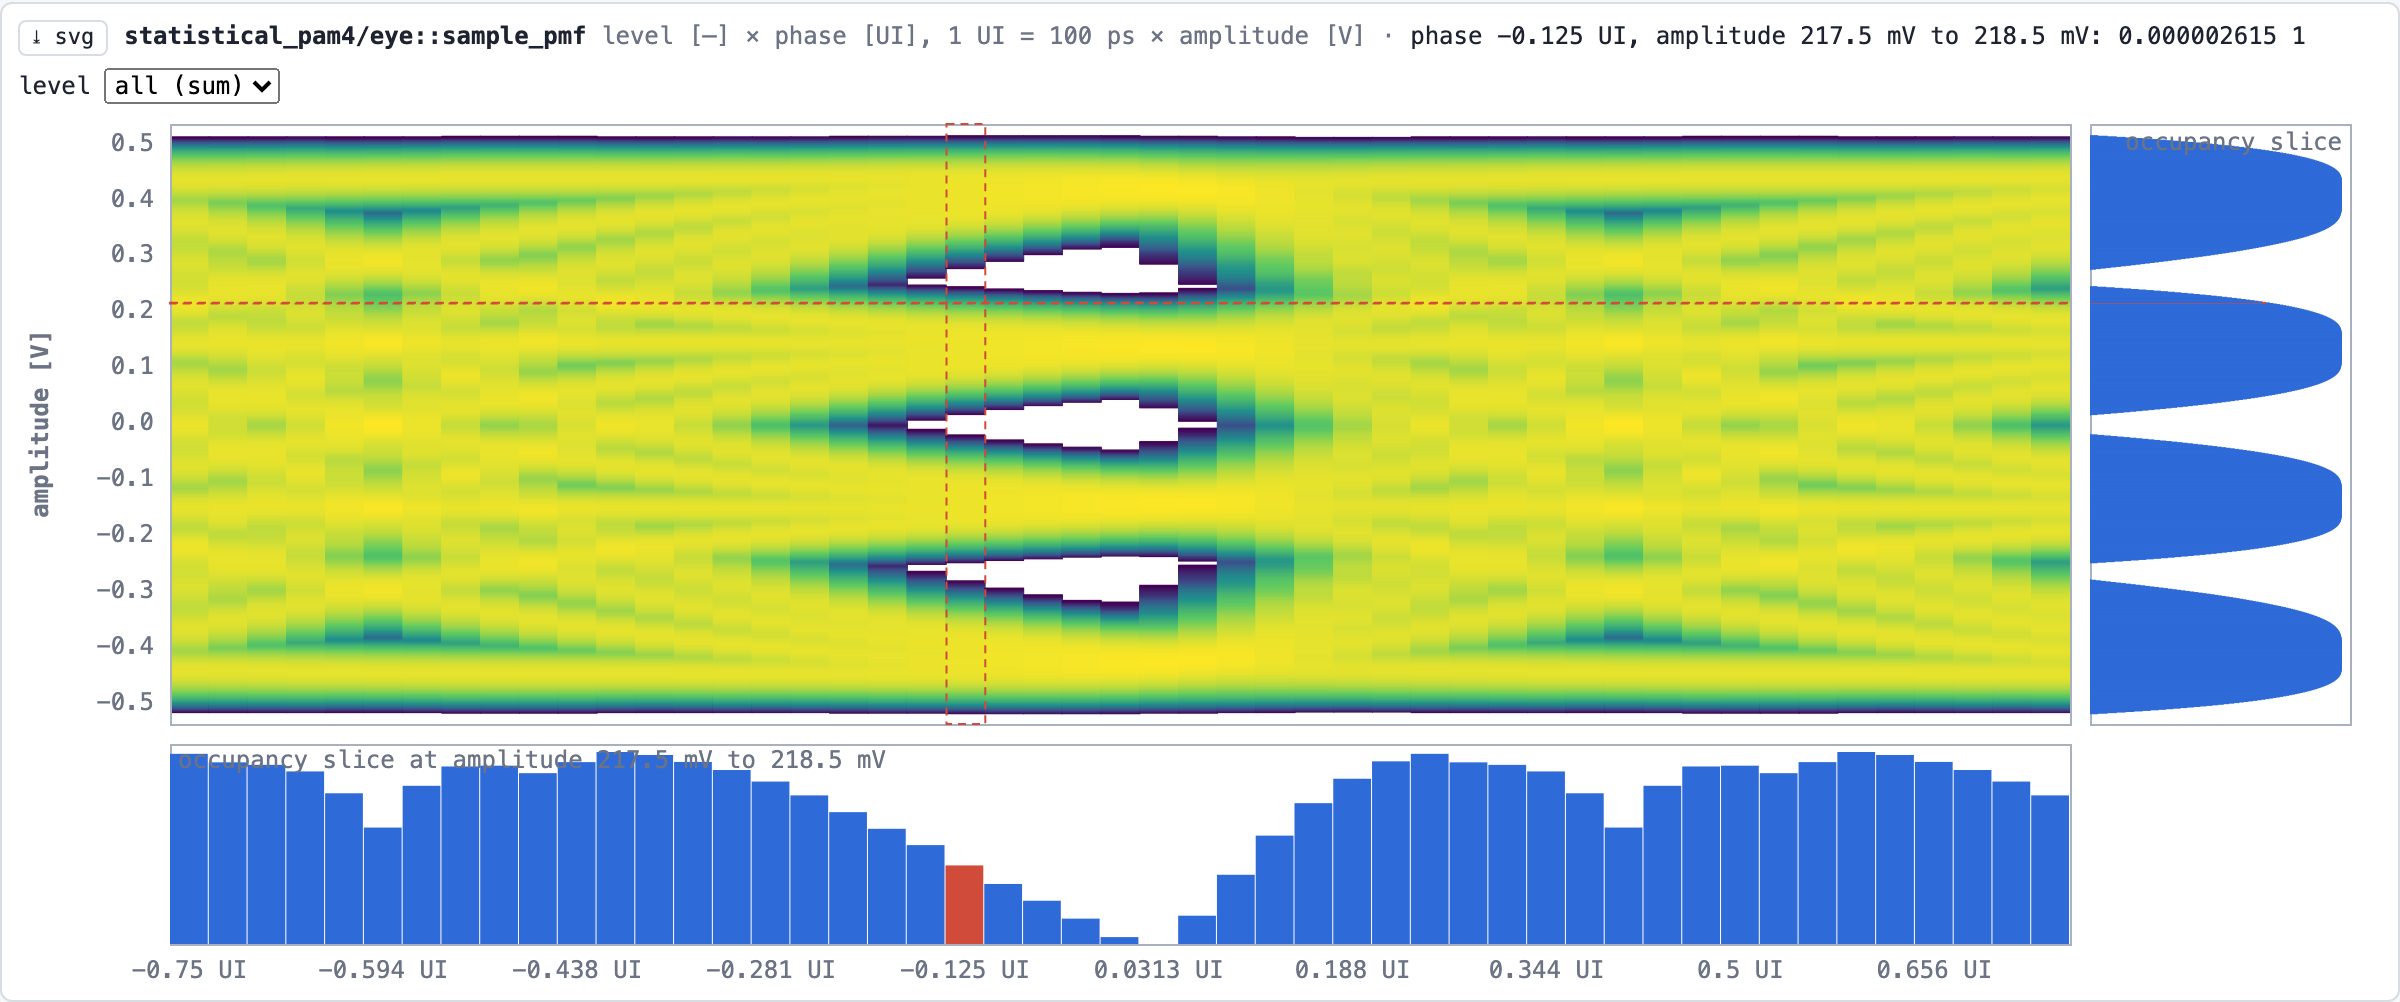 ↓ svg statistical_pam4/eye::sample_pmf level [—] × phase [UI], 1 UI = 100 ps × amplitude [V] · phase −0.125 UI, amplitude 217.5 mV to 218.5 mV: 0.000002615 1
level all (sum)
occupancy slice
0.5
0.4
0.3
0.2
0.1
0.0
−0.1
−0.2
−0.3
−0.4
−0.5
amplitude [V]
occupancy slice at amplitude 217.5 mV to 218.5 mV
−0.75 UI −0.594 UI −0.438 UI −0.281 UI −0.125 UI 0.0313 UI 0.188 UI 0.344 UI 0.5 UI 0.656 UI